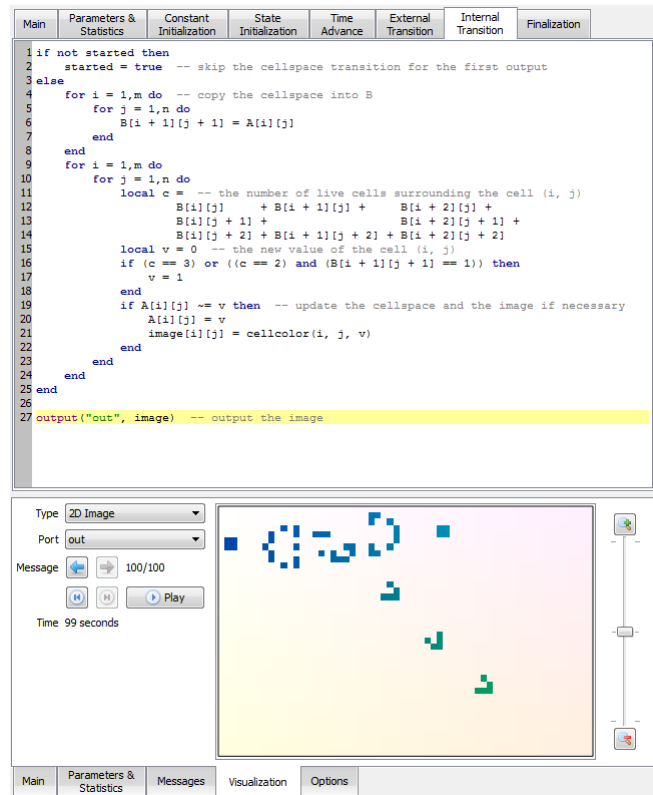 Main Parameters & Statistics Constant Initialization State Initialization Time Advance External Transition Internal Transition Finalization
1 if not started then
2     started = true  -- skip the cellspace transition for the first output
3 else
4     for i = 1,m do  -- copy the cellspace into B
5         for j = 1,n do
6             B[i + 1][j + 1] = A[i][j]
7         end
8     end
9     for i = 1,m do
10         for j = 1,n do
11             local c =  -- the number of live cells surrounding the cell (i, j)
12                     B[i][j]     + B[i + 1][j] +     B[i + 2][j] +
13                     B[i][j + 1] +                   B[i + 2][j + 1] +
14                     B[i][j + 2] + B[i + 1][j + 2] + B[i + 2][j + 2]
15             local v = 0  -- the new value of the cell (i, j)
16             if (c == 3) or ((c == 2) and (B[i + 1][j + 1] == 1)) then
17                 v = 1
18             end
19             if A[i][j] ~= v then  -- update the cellspace and the image if necessary
20                 A[i][j] = v
21                 image[i][j] = cellcolor(i, j, v)
22             end
23         end
24     end
25 end
26
27 output("out", image)  -- output the image
Type 2D Image
Port out
Message 100/100
Play
Time 99 seconds
Main Parameters & Statistics Messages Visualization Options